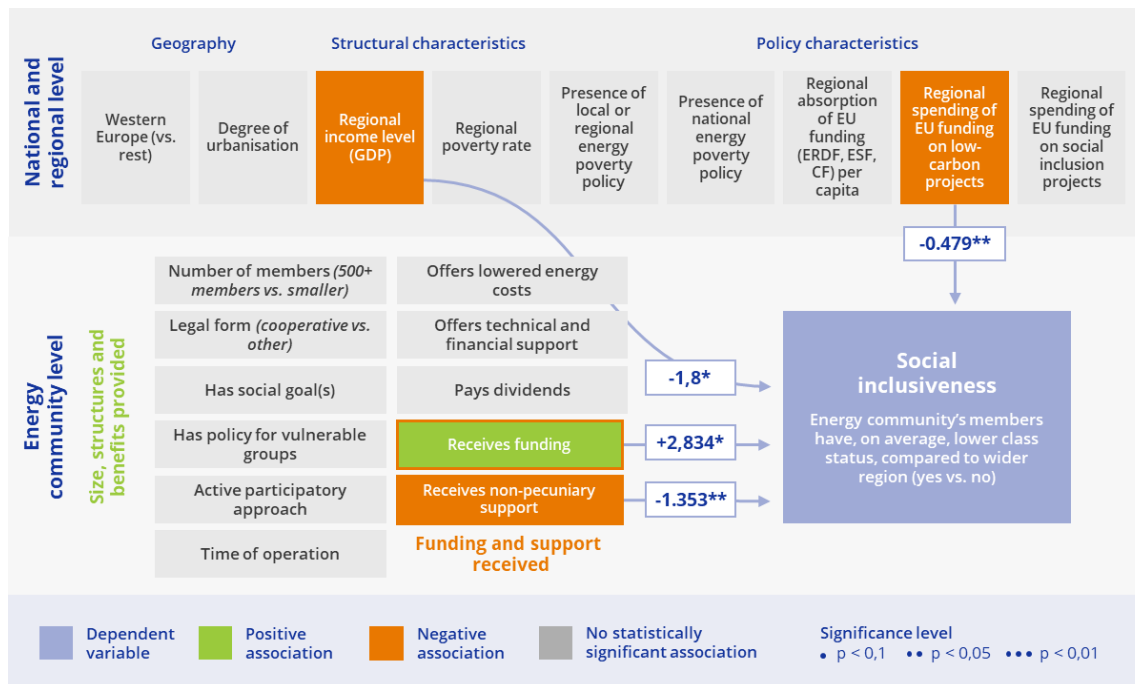 National and
regional level
Geography
Structural characteristics
Policy characteristics
Western
Europe (vs.
rest)
Degree of
urbanisation
Regional
income level
(GDP)
Regional
poverty rate
Presence of
local or
regional
energy
poverty
policy
Presence of
national
energy
poverty
policy
Regional
absorption
of EU
funding
(ERDF, ESF,
CF) per
capita
Regional
spending of
EU funding
on low-
carbon
projects
Regional
spending of
EU funding
on social
inclusion
projects
-0.479**
Energy
community level
Size, structures and
benefits provided
Number of members (500+
members vs. smaller)
Legal form (cooperative vs.
other)
Has social goal(s)
Has policy for vulnerable
groups
Active participatory
approach
Time of operation
Offers lowered energy
costs
Offers technical and
financial support
Pays dividends
Receives funding
Receives non-pecuniary
support
Funding and support
received
-1,8*
+2,834*
-1.353**
Social
inclusiveness
Energy community's members
have, on average, lower class
status, compared to wider
region (yes vs. no)
Dependent
variable
Positive
association
Negative
association
No statistically
significant association
Significance level
• p < 0,1 •• p < 0,05 ••• p < 0,01